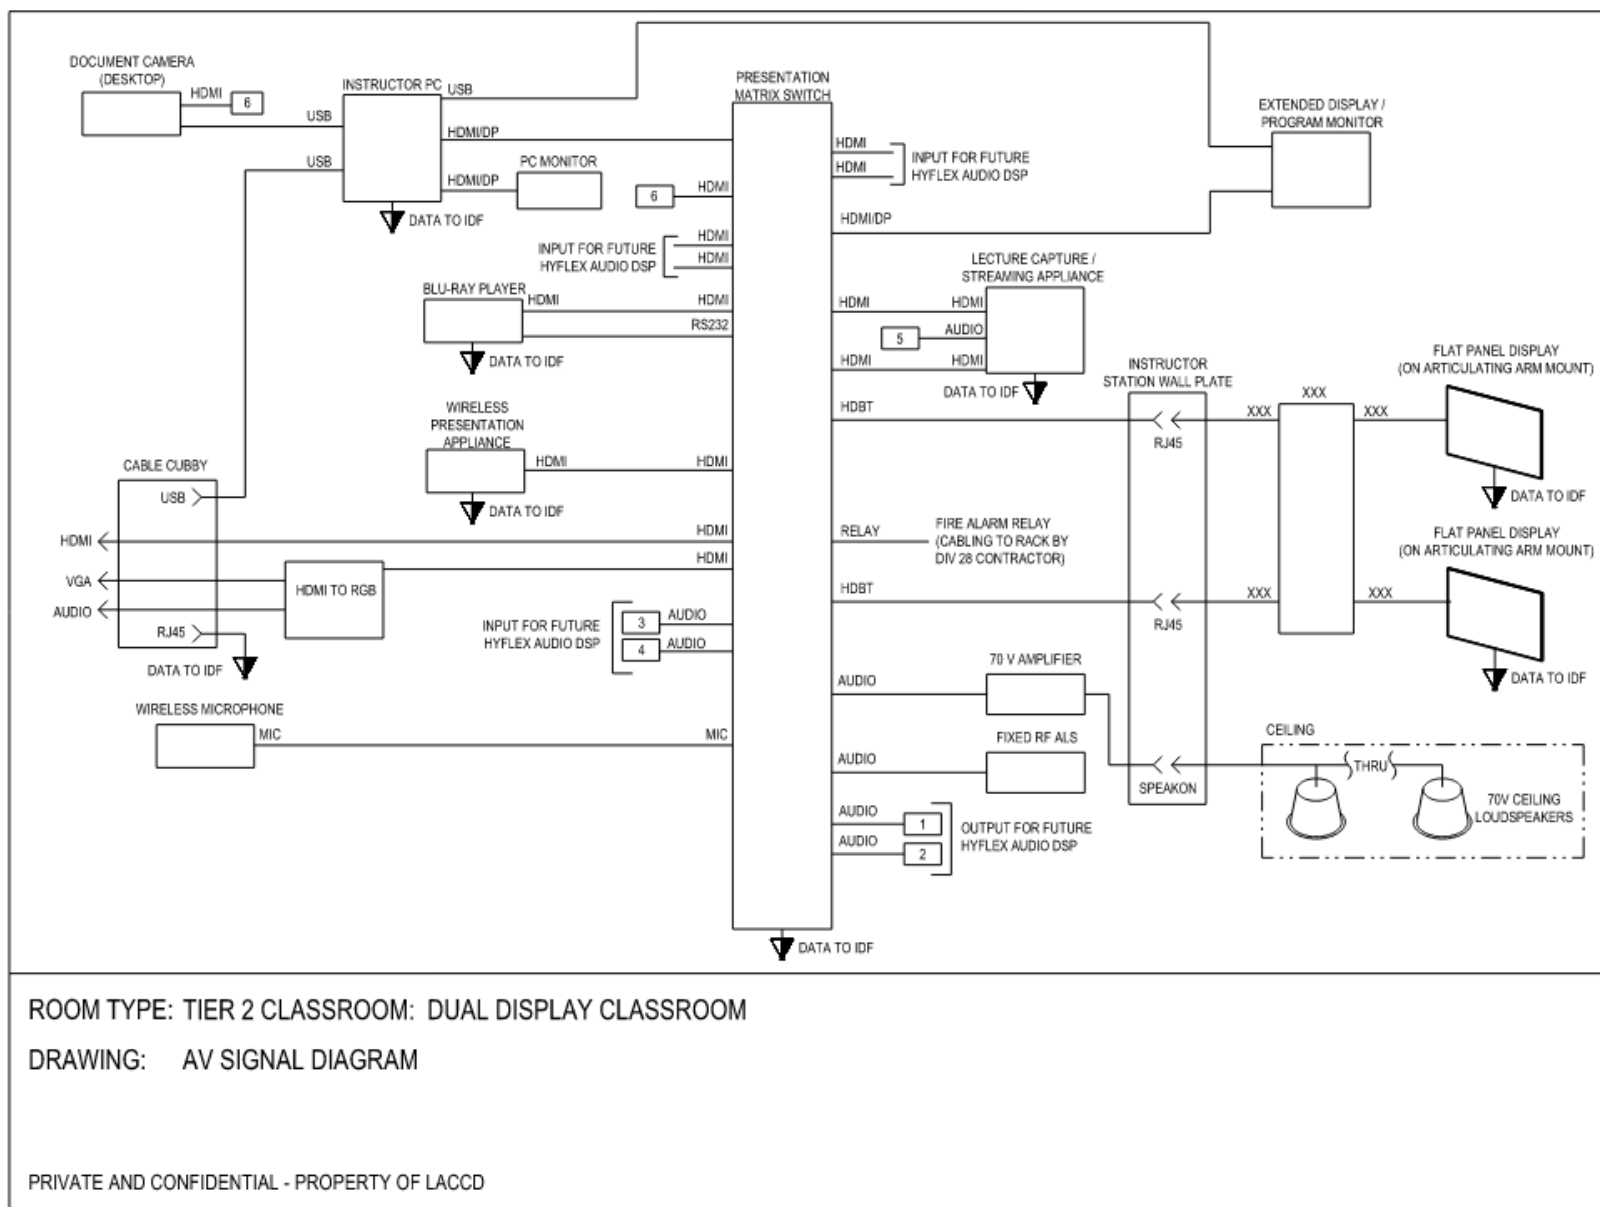 DOCUMENT CAMERA
(DESKTOP)
HDMI
6
USB
INSTRUCTOR PC
USB
USB
HDMI/DP
HDMI/DP
PC MONITOR
DATA TO IDF
PRESENTATION
MATRIX SWITCH
6
HDMI
INPUT FOR FUTURE
HYFLEX AUDIO DSP
HDMI
HDMI
BLU-RAY PLAYER
HDMI
HDMI
RS232
DATA TO IDF
WIRELESS
PRESENTATION
APPLIANCE
HDMI
HDMI
DATA TO IDF
CABLE CUBBY
USB
HDMI
HDMI
VGA
HDMI TO RGB
HDMI
AUDIO
RJ45
DATA TO IDF
INPUT FOR FUTURE
HYFLEX AUDIO DSP
3
AUDIO
4
AUDIO
WIRELESS MICROPHONE
MIC
MIC
HDMI
HDMI
INPUT FOR FUTURE
HYFLEX AUDIO DSP
HDMI/DP
EXTENDED DISPLAY /
PROGRAM MONITOR
LECTURE CAPTURE /
STREAMING APPLIANCE
HDMI
HDMI
5
AUDIO
HDMI
HDMI
DATA TO IDF
INSTRUCTOR
STATION WALL PLATE
HDBT
RJ45
XXX
XXX
XXX
FLAT PANEL DISPLAY
(ON ARTICULATING ARM MOUNT)
DATA TO IDF
RELAY
FIRE ALARM RELAY
(CABLING TO RACK BY
DIV 28 CONTRACTOR)
FLAT PANEL DISPLAY
(ON ARTICULATING ARM MOUNT)
HDBT
RJ45
XXX
XXX
DATA TO IDF
AUDIO
70 V AMPLIFIER
AUDIO
FIXED RF ALS
SPEAKON
CEILING
THRU
70V CEILING
LOUDSPEAKERS
AUDIO
1
AUDIO
2
OUTPUT FOR FUTURE
HYFLEX AUDIO DSP
DATA TO IDF
ROOM TYPE: TIER 2 CLASSROOM: DUAL DISPLAY CLASSROOM
DRAWING: AV SIGNAL DIAGRAM
PRIVATE AND CONFIDENTIAL - PROPERTY OF LACCD